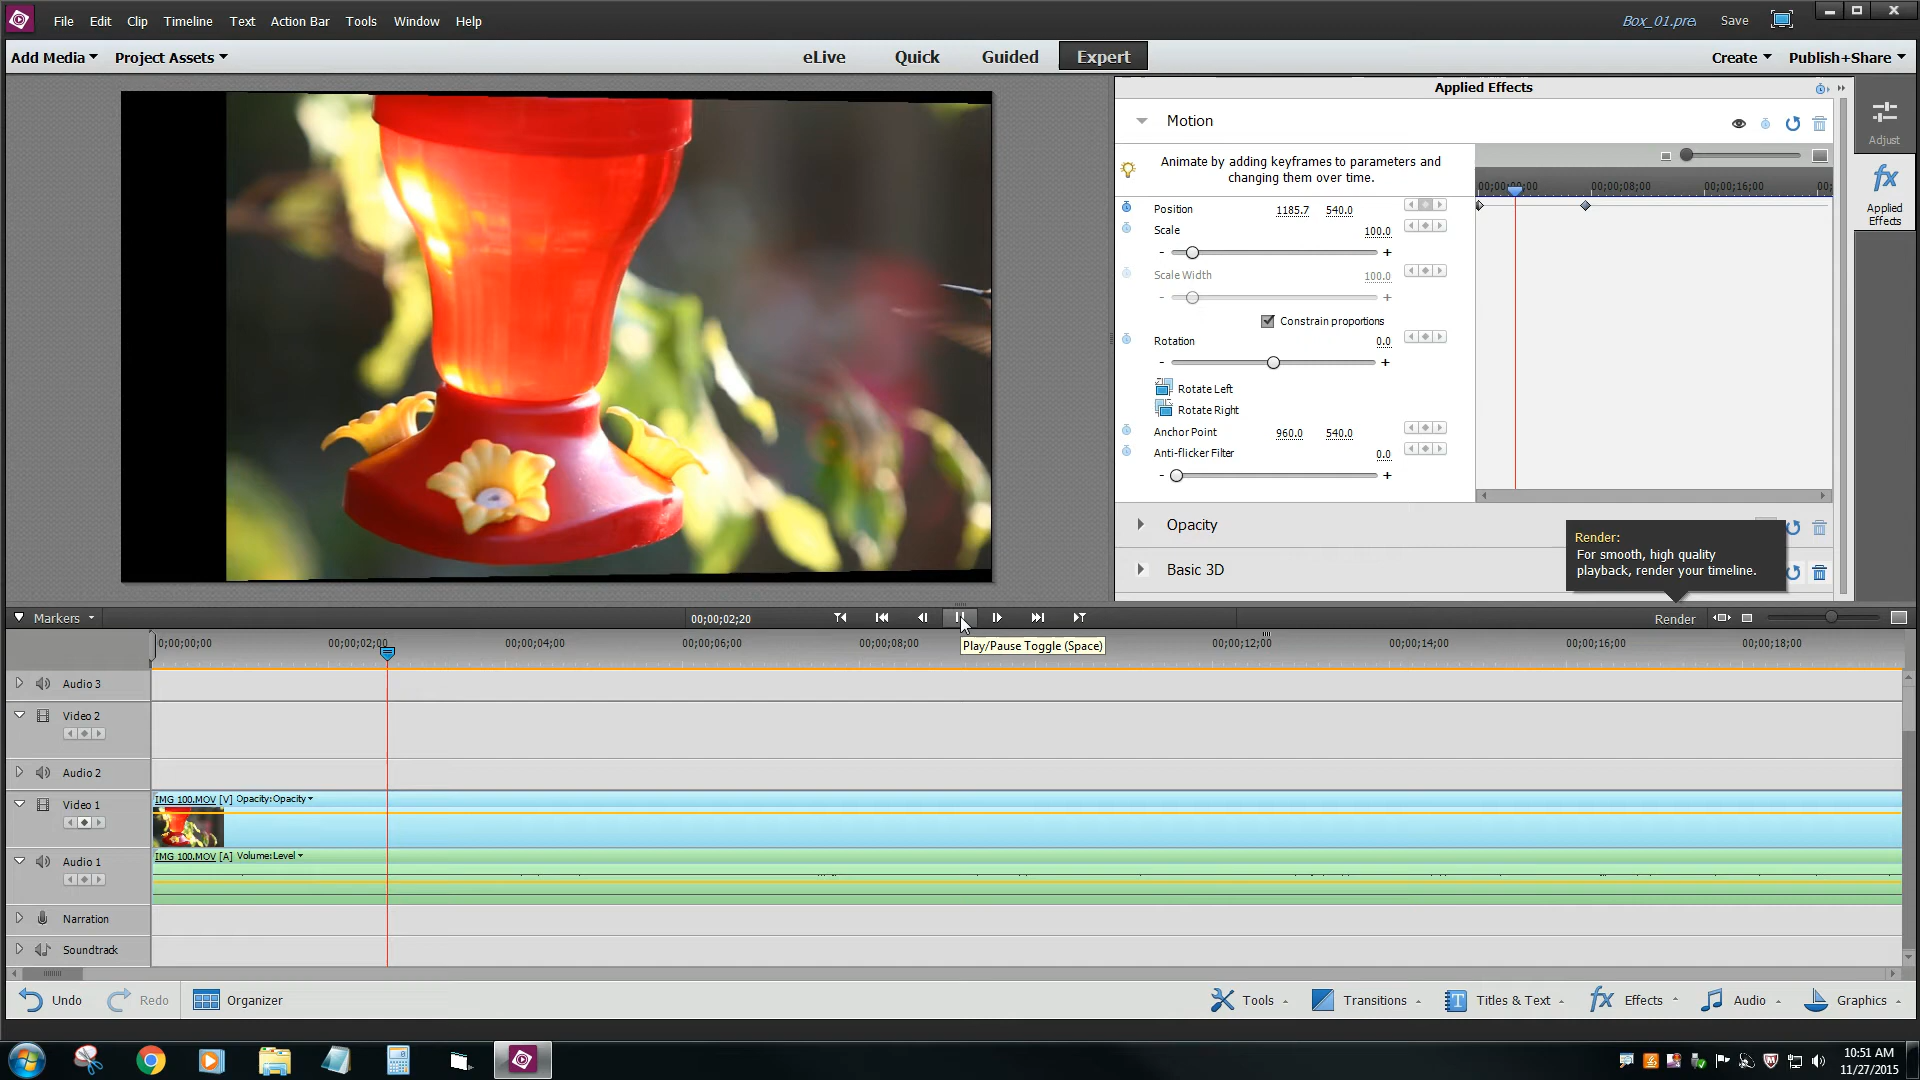 File Edit Clip Timeline Text Action Bar Tools Window Help
Box_01.pre Save
Add Media Project Assets
eLive Quick Guided Expert
Create Publish+Share
Applied Effects
Motion
Animate by adding keyframes to parameters and
changing them over time.
00;00;08;00 00;00;16;00
Position 1185.7 540.0
Scale 100.0
- +
Scale Width 100.0
- +
Constrain proportions
Rotation 0.0
- +
Rotate Left
Rotate Right
Anchor Point 960.0 540.0
Anti-flicker Filter 0.0
- +
Opacity
Basic 3D
Adjust
fx
Applied
Effects
Render:
For smooth, high quality
playback, render your timeline.
Markers
00;00;02;20
Render
Play/Pause Toggle (Space)
;00;00;00 00;00;02;00 00;00;04;00 00;00;06;00 00;00;08;00 00;00;12;00 00;00;14;00 00;00;16;00 00;00;18;00
Audio 3
Video 2
Audio 2
Video 1
IMG 100.MOV [V] Opacity:Opacity
Audio 1
IMG 100.MOV [A] Volume:Level
Narration
Soundtrack
Undo Redo Organizer
Tools Transitions Titles & Text fx Effects Audio Graphics
10:51 AM
11/27/2015